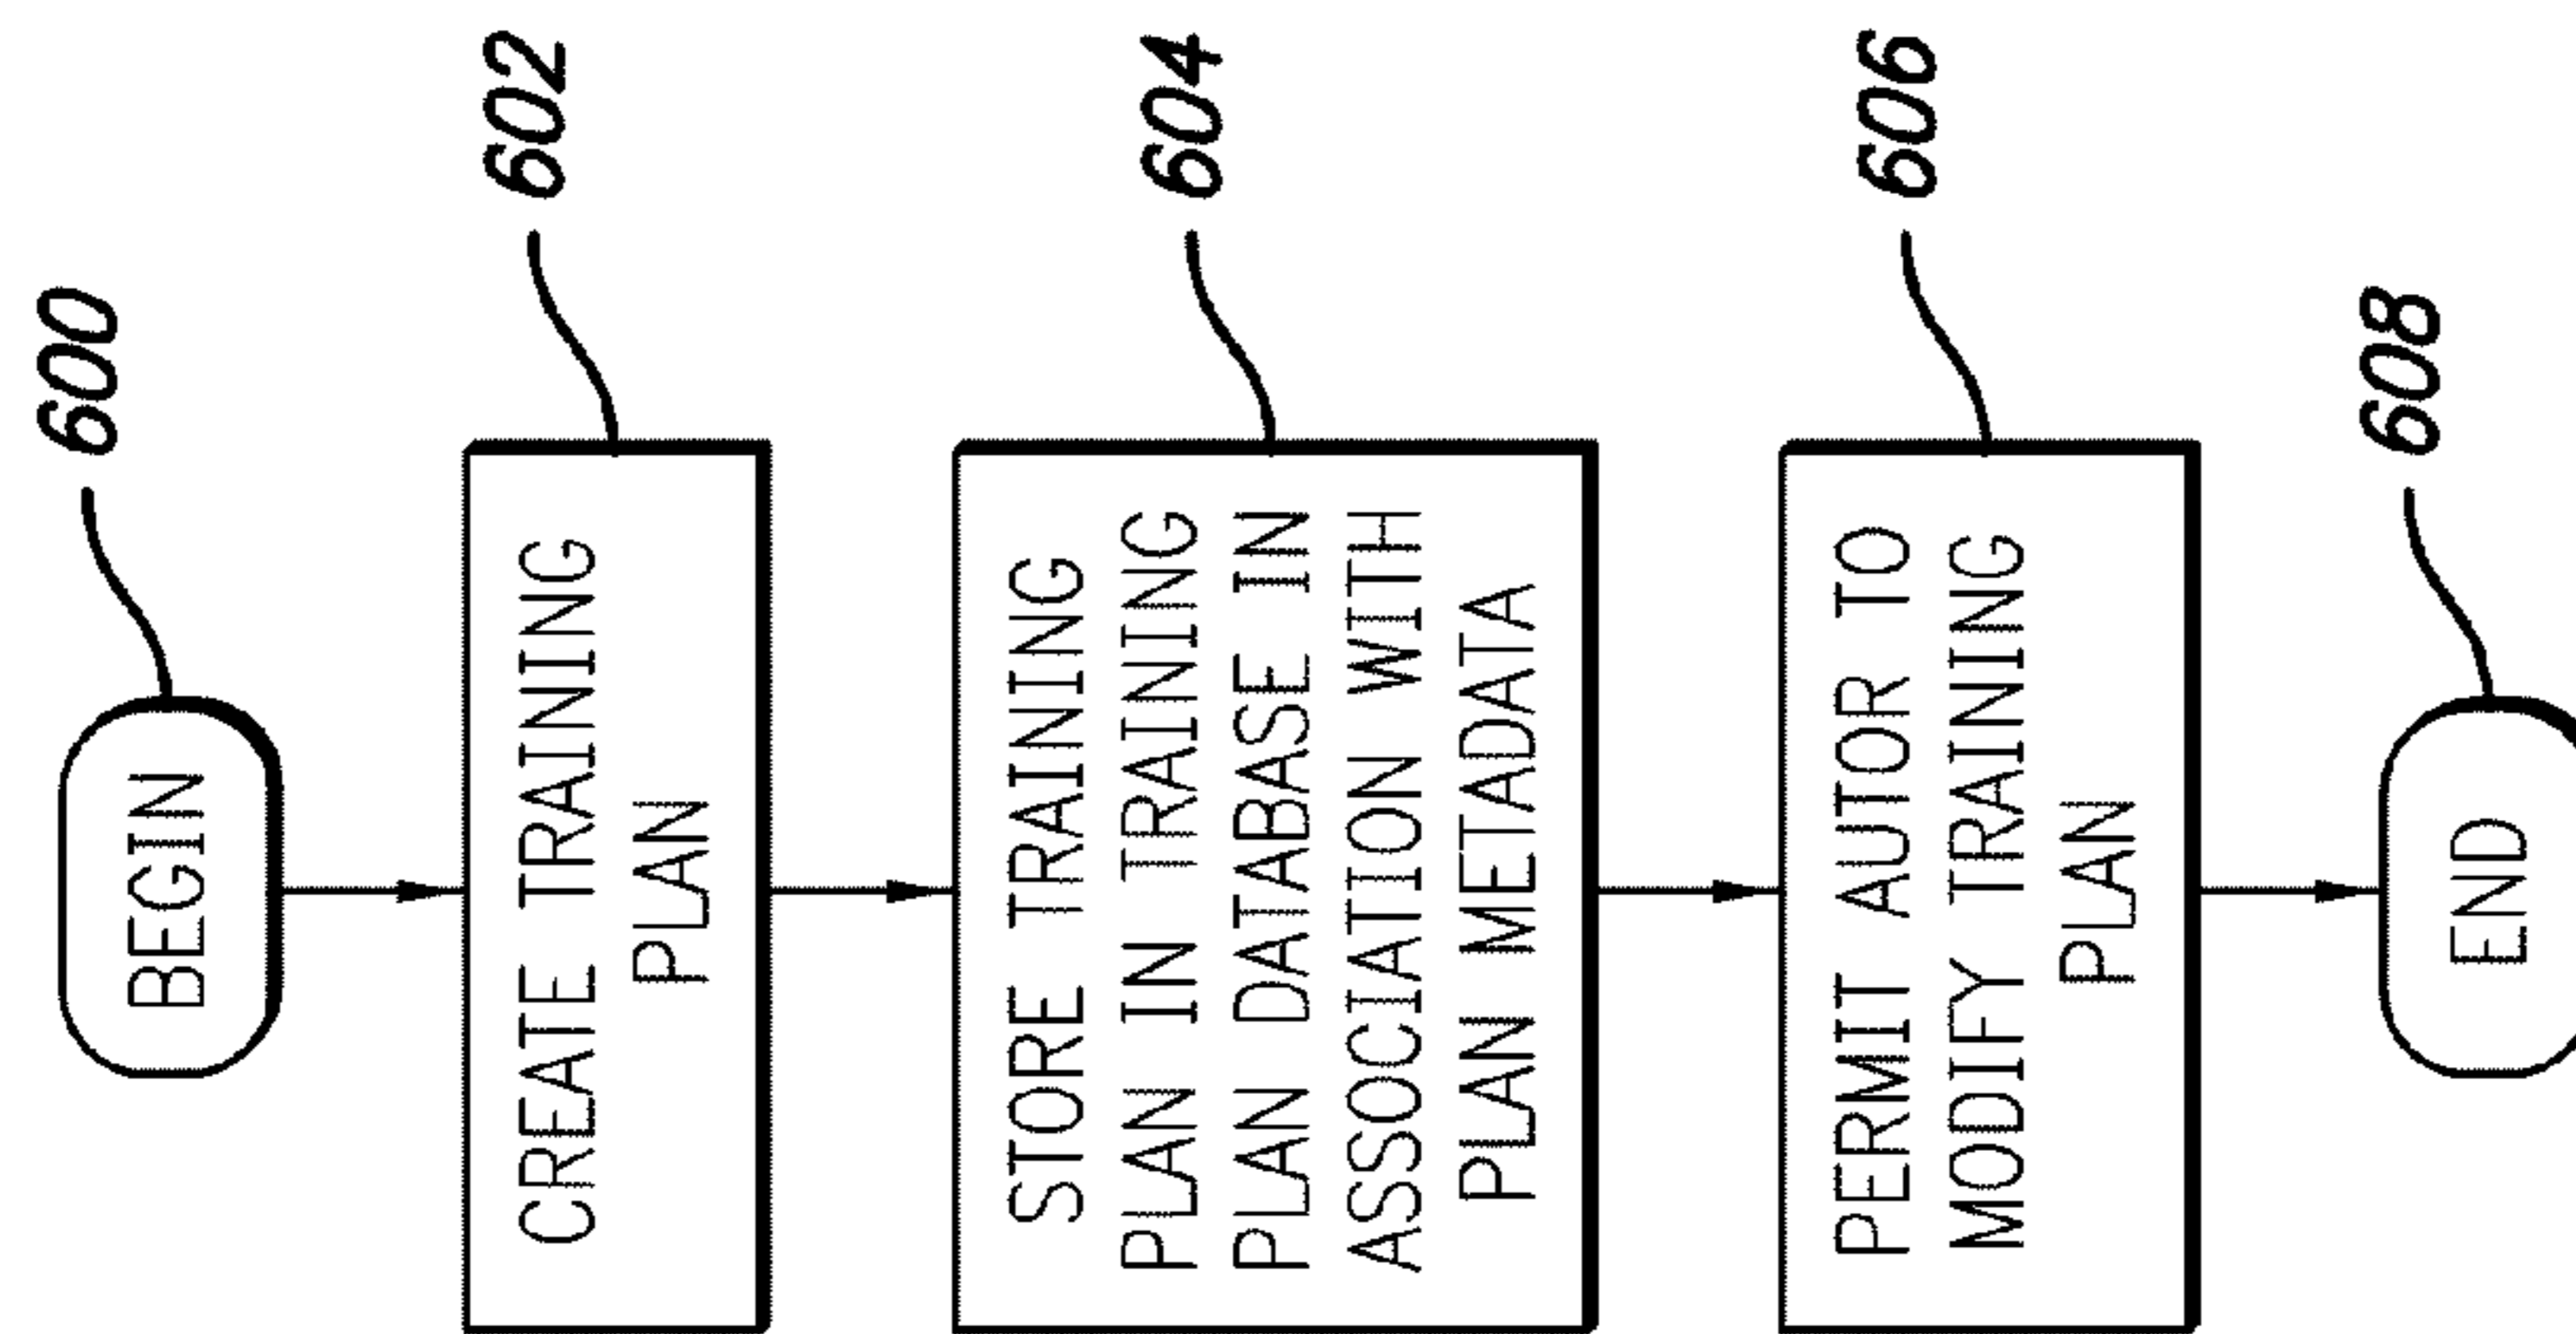 600
BEGIN
602
CREATE TRAINING
PLAN
604
STORE TRAINING
PLAN IN TRAINING
PLAN DATABASE IN
ASSOCIATION WITH
PLAN METADATA
606
PERMIT AUTOR TO
MODIFY TRAINING
PLAN
608
END